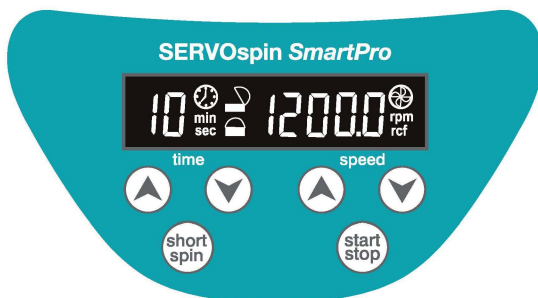 SERVOspin SmartPro
10 min sec 1200.0 rpm rcf
time speed
short spin
start stop